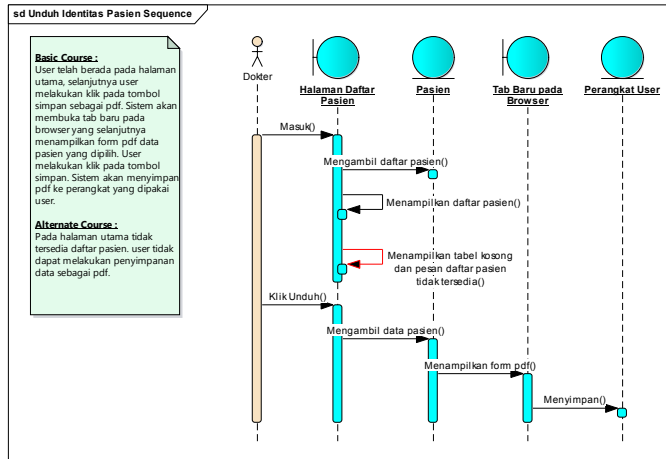 sd Unduh Identitas Pasien Sequence
Basic Course :
User telah berada pada halaman
utama, selanjutnya user
melakukan klik pada tombol
simpan sebagai pdf. Sistem akan
membuka tab baru pada
browser yang selanjutnya
menampilkan form pdf data
pasien yang dipilih. User
melakukan klik pada tombol
simpan. Sistem akan menyimpan
pdf ke perangkat yang dipakai
user.
Alternate Course :
Pada halaman utama tidak
tersedia daftar pasien. user tidak
dapat melakukan penyimpanan
data sebagai pdf.
Dokter
Halaman Daftar
Pasien
Pasien
Tab Baru pada
Browser
Perangkat User
Masuk()
Mengambil daftar pasien()
Menampilkan daftar pasien()
Menampilkan tabel kosong
dan pesan daftar pasien
tidak tersedia()
Klik Unduh()
Mengambil data pasien()
Menampilkan form pdf()
Menyimpan()